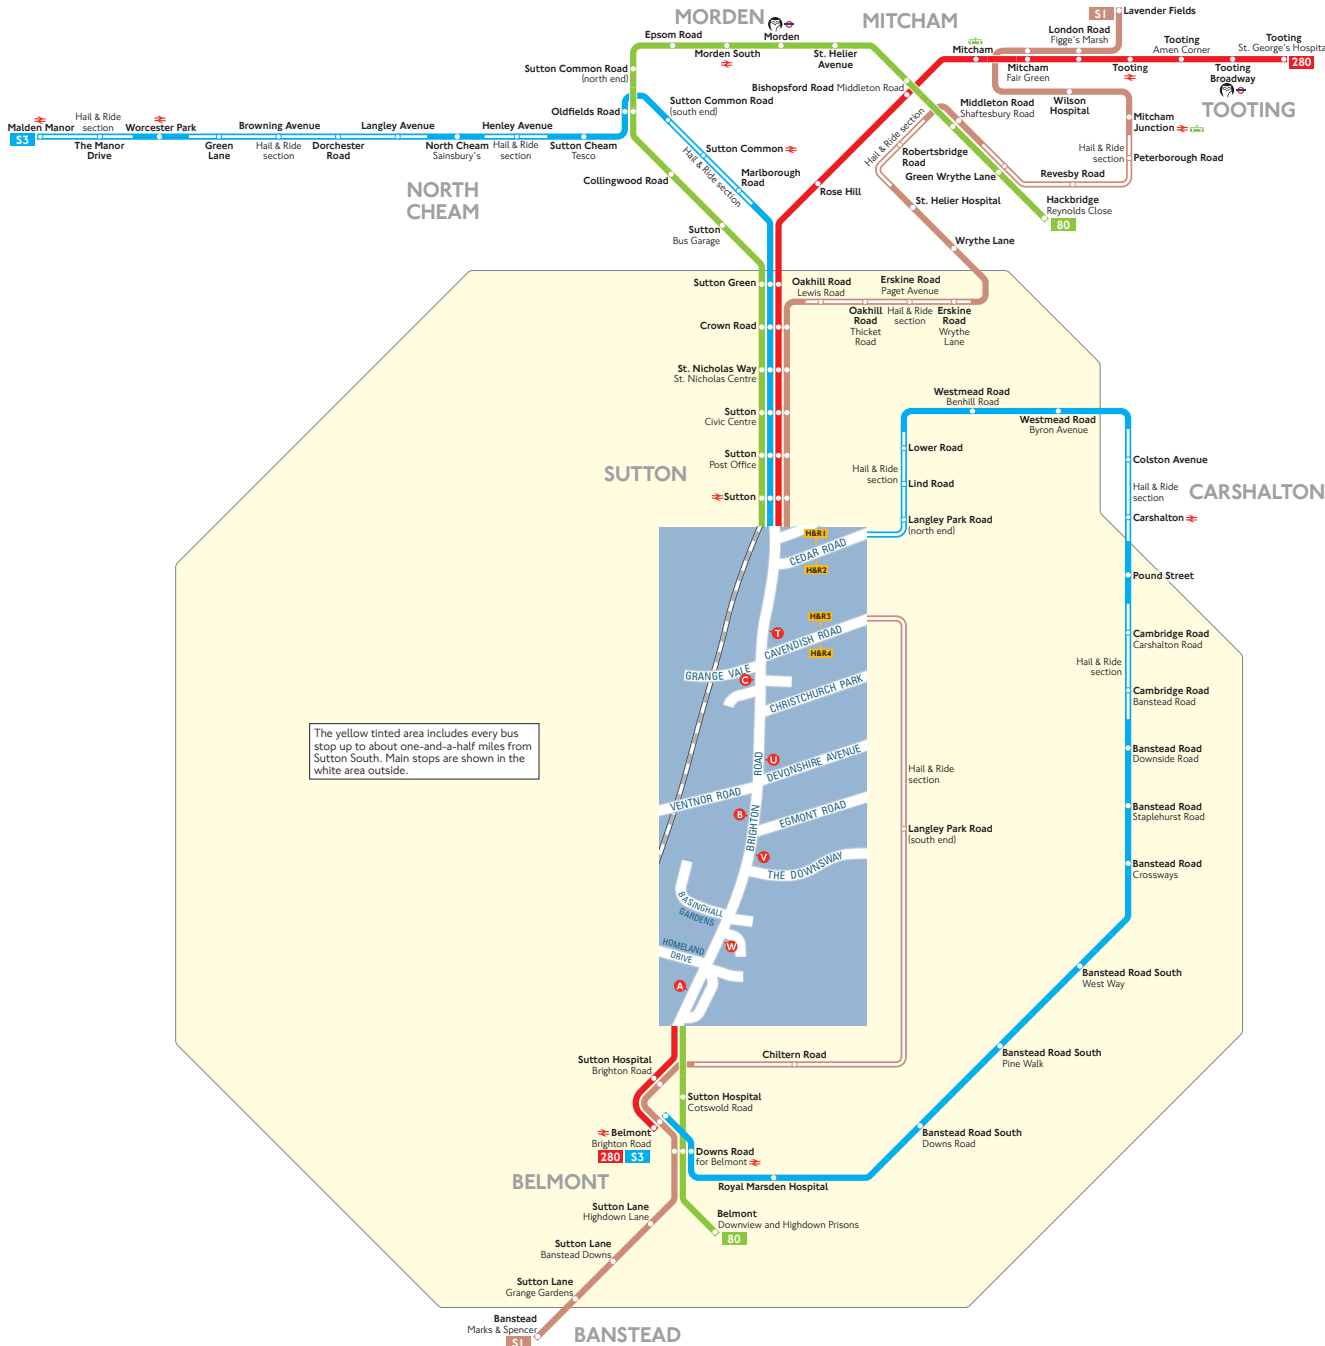 MORDEN
MITCHAM
S1
Lavender Fields
Epsom Road
Morden
Morden South
St. Helier
Avenue
Mitcham
London Road
Figge's Marsh
Tooting
Amen Corner
Tooting
St. George's Hospital
280
Mitcham
Fair Green
Tooting
Tooting
Broadway
TOOTING
Sutton Common Road
(north end)
Bishopsford Road Middleton Road
Oldfields Road
Sutton Common Road
(south end)
Middleton Road
Shaftesbury Road
Wilson
Hospital
Mitcham
Junction
Malden Manor
S3
Hail & Ride
section
The Manor
Drive
Worcester Park
Green
Lane
Browning Avenue
Hail & Ride
section
Dorchester
Road
Langley Avenue
North Cheam
Sainsbury's
Henley Avenue
Hail & Ride
section
Sutton Cheam
Tesco
Sutton Common
Hail & Ride section
Marlborough
Road
Hail & Ride section
Robertsbridge
Road
Green Wrythe Lane
Hail & Ride
section
Peterborough Road
Revesby Road
Collingwood Road
Rose Hill
NORTH
CHEAM
St. Helier Hospital
Hackbridge
Reynolds Close
80
Sutton
Bus Garage
Wrythe Lane
Sutton Green
Oakhill Road
Lewis Road
Erskine Road
Paget Avenue
Oakhill
Road
Thicket
Road
Hail & Ride
section
Erskine
Road
Wrythe
Lane
Crown Road
St. Nicholas Way
St. Nicholas Centre
Sutton
Civic Centre
Sutton
Post Office
SUTTON
Sutton
Westmead Road
Benhill Road
Westmead Road
Byron Avenue
Lower Road
Hail & Ride
section
Lind Road
Langley Park Road
(north end)
Colston Avenue
Hail & Ride
section
CARSHALTON
Carshalton
Pound Street
Cambridge Road
Carshalton Road
Hail & Ride
section
Cambridge Road
Banstead Road
Banstead Road
Downside Road
Banstead Road
Staplehurst Road
Banstead Road
Crossways
H&R1
CEDAR ROAD
H&R2
H&R3
T
CAVENDISH ROAD
H&R4
GRANGE VALE
C
CHRISTCHURCH PARK
U
DEVONSHIRE AVENUE
VENTNOR ROAD
BRIGHTON ROAD
B
EGMONT ROAD
V
THE DOWNSWAY
BASINGHALL
GARDENS
W
HOMELAND
DRIVE
A
The yellow tinted area includes every bus
stop up to about one-and-a-half miles from
Sutton South. Main stops are shown in the
white area outside.
Hail & Ride
section
Langley Park Road
(south end)
Banstead Road South
West Way
Banstead Road South
Pine Walk
Banstead Road South
Downs Road
Sutton Hospital
Brighton Road
Chiltern Road
Sutton Hospital
Cotswold Road
Belmont
Brighton Road
280 S3
Downs Road
for Belmont
Royal Marsden Hospital
BELMONT
Sutton Lane
Highdown Lane
Belmont
Downview and Highdown Prisons
80
Sutton Lane
Banstead Downs
Sutton Lane
Grange Gardens
Banstead
Marks & Spencer
S1
BANSTEAD